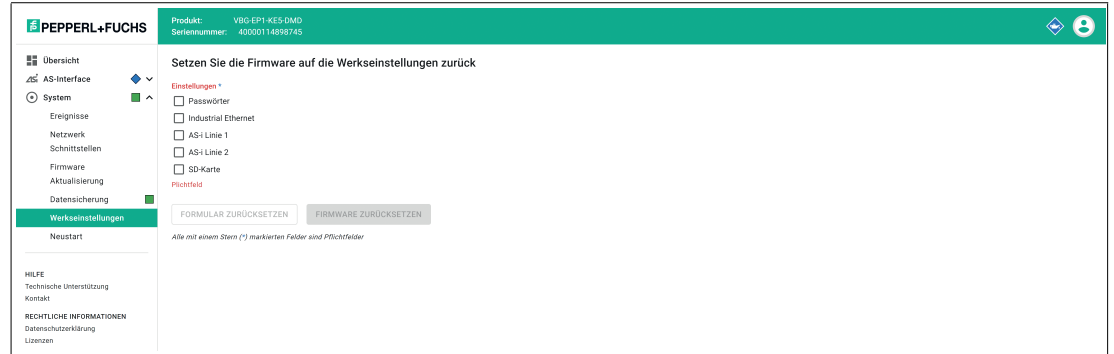 PEPPERL+FUCHS
Produkt: VBG-EP1-KE5-DMD
Seriennummer: 40000114898745
Übersicht
AS-Interface
System
Ereignisse
Netzwerk
Schnittstellen
Firmware
Aktualisierung
Datensicherung
Werkseinstellungen
Neustart
HILFE
Technische Unterstützung
Kontakt
RECHTLICHE INFORMATIONEN
Datenschutzerklärung
Lizenzen
Setzen Sie die Firmware auf die Werkseinstellungen zurück
Einstellungen *
Passwörter
Industrial Ethernet
AS-i Linie 1
AS-i Linie 2
SD-Karte
Plichtfeld
FORMULAR ZURÜCKSETZEN FIRMWARE ZURÜCKSETZEN
Alle mit einem Stern (*) markierten Felder sind Pflichtfelder